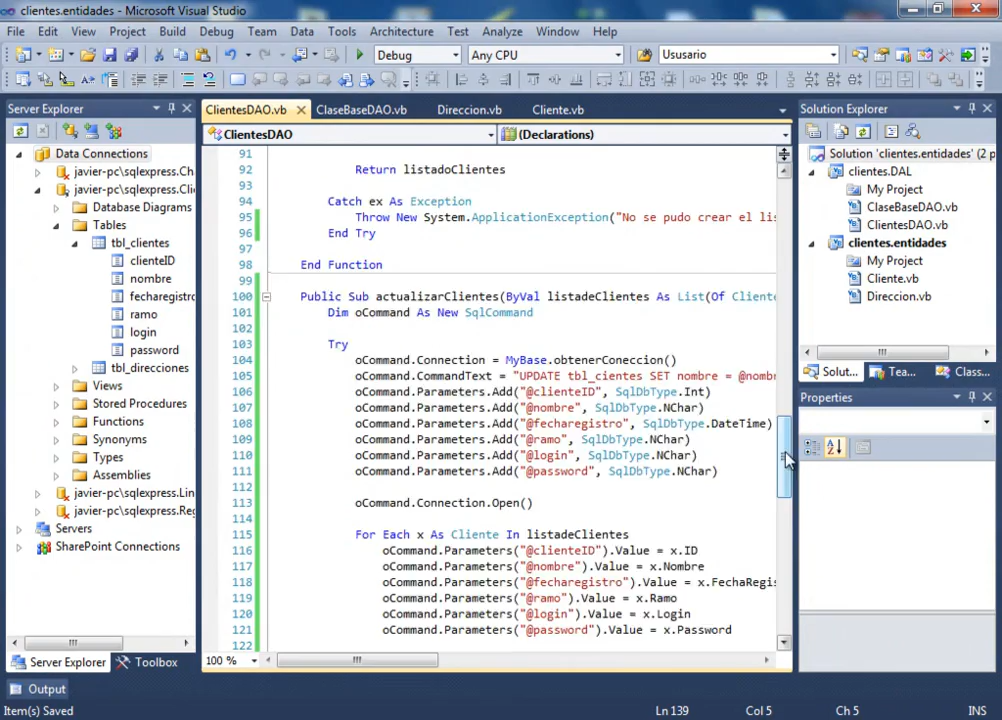 clientes.entidades - Microsoft Visual Studio
File Edit View Project Build Debug Team Data Tools Architecture Test Analyze Window Help
Debug Any CPU Ususario
Server Explorer
Data Connections
javier-pc\sqlexpress.Ch
javier-pc\sqlexpress.Cli
Database Diagrams
Tables
tbl_clientes
clienteID
nombre
fecharegistro
ramo
login
password
tbl_direcciones
Views
Stored Procedures
Functions
Synonyms
Types
Assemblies
javier-pc\sqlexpress.Lin
javier-pc\sqlexpress.Reg
Servers
SharePoint Connections
Server Explorer Toolbox
ClientesDAO.vb ClaseBaseDAO.vb Direccion.vb Cliente.vb
ClientesDAO (Declarations)
91
92 Return listadoClientes
93
94 Catch ex As Exception
95 Throw New System.ApplicationException("No se pudo crear el lis
96 End Try
97
98 End Function
99
100 Public Sub actualizarClientes(ByVal listadeClientes As List(Of Cliente
101 Dim oCommand As New SqlCommand
102
103 Try
104 oCommand.Connection = MyBase.obtenerConeccion()
105 oCommand.CommandText = "UPDATE tbl_cientes SET nombre = @nomb
106 oCommand.Parameters.Add("@clienteID", SqlDbType.Int)
107 oCommand.Parameters.Add("@nombre", SqlDbType.NChar)
108 oCommand.Parameters.Add("@fecharegistro", SqlDbType.DateTime)
109 oCommand.Parameters.Add("@ramo", SqlDbType.NChar)
110 oCommand.Parameters.Add("@login", SqlDbType.NChar)
111 oCommand.Parameters.Add("@password", SqlDbType.NChar)
112
113 oCommand.Connection.Open()
114
115 For Each x As Cliente In listadeClientes
116 oCommand.Parameters("@clienteID").Value = x.ID
117 oCommand.Parameters("@nombre").Value = x.Nombre
118 oCommand.Parameters("@fecharegistro").Value = x.FechaRegis
119 oCommand.Parameters("@ramo").Value = x.Ramo
120 oCommand.Parameters("@login").Value = x.Login
121 oCommand.Parameters("@password").Value = x.Password
122
100 %
Solution Explorer
Solution 'clientes.entidades' (2 p
clientes.DAL
My Project
ClaseBaseDAO.vb
ClientesDAO.vb
clientes.entidades
My Project
Cliente.vb
Direccion.vb
Solut... Tea... Class...
Properties
Output
Item(s) Saved Ln 139 Col 5 Ch 5 INS